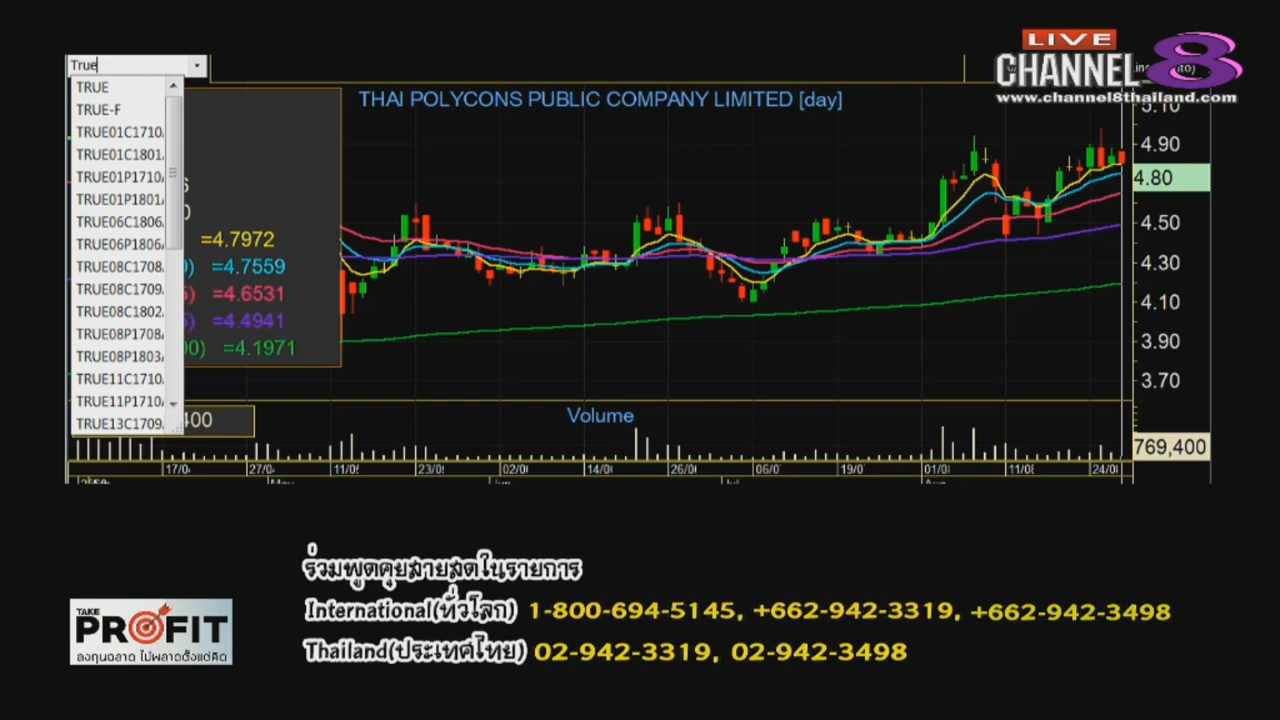 True
LIVE
CHANNEL 8
www.channel8thailand.com
THAI POLYCONS PUBLIC COMPANY LIMITED [day]
TRUE
TRUE-F
TRUE01C1710
TRUE01C1801
TRUE01P1710
TRUE01P1801
TRUE06C1806
TRUE06P1806
TRUE08C1708
TRUE08C1709
TRUE08C1802
TRUE08P1708
TRUE08P1803
TRUE11C1710
TRUE11P1710
TRUE13C1709
=4.7972
=4.7559
=4.6531
=4.4941
=4.1971
5.10
4.90
4.80
4.50
4.30
4.10
3.90
3.70
400
Volume
769,400
17/0 27/0 11/0 23/0 02/0 14/0 26/0 06/0 19/0 01/0 11/0 24/0
ร่วมพูดคุยสายสดในรายการ
International(ทั่วโลก) 1-800-694-5145, +662-942-3319, +662-942-3498
Thailand(ประเทศไทย) 02-942-3319, 02-942-3498
TAKE
PROFIT
ลงทุนฉลาด ไม่พลาดตั้งแต่คิด